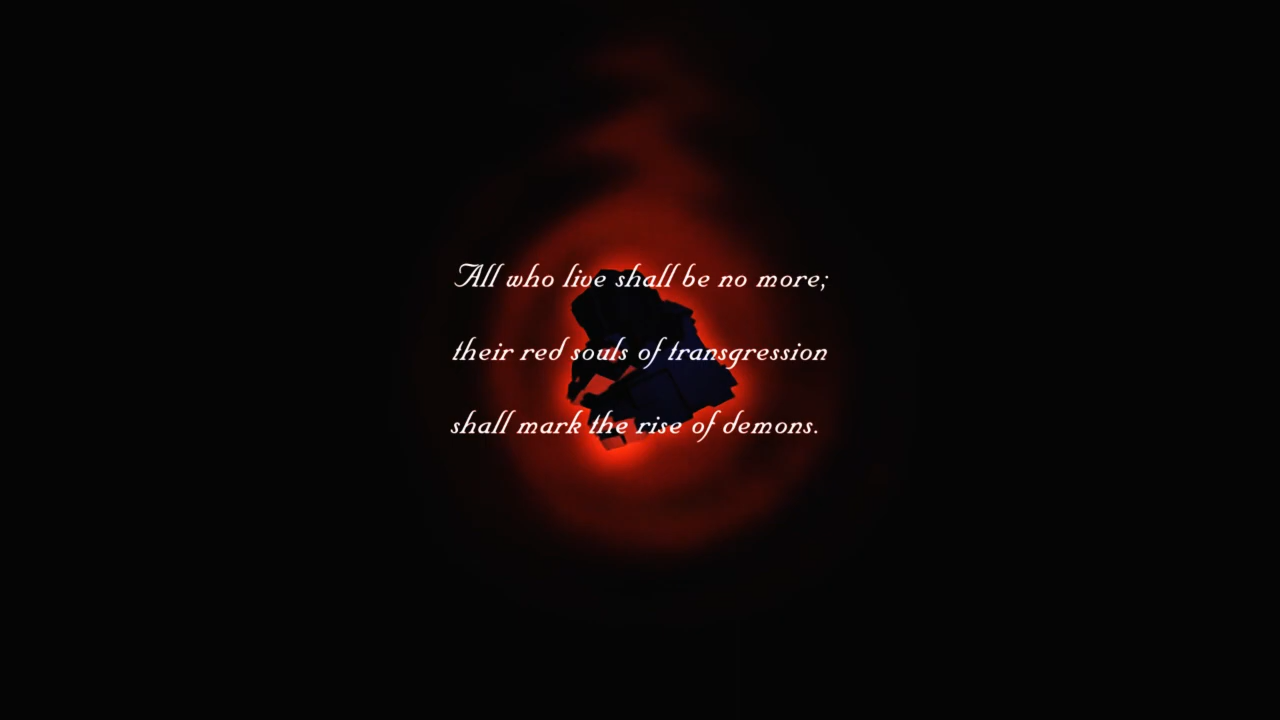 All who live shall be no more;
their red souls of transgression
shall mark the rise of demons.